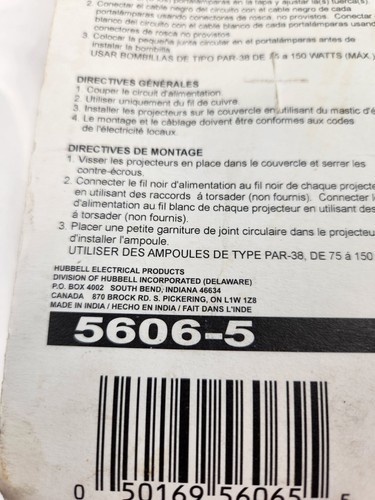 2. Conectar el cable negro del circuito con el cable negro de cada
portalámparas usando conectores de rosca, no provistos. Conectar
blanco del circuito con el cable blanco de cada portalámparas usand
conectores de rosca no provistos.
3. Colocar la pequeña junta circular en el portalámparas antes de
instalar la bombilla.
USAR BOMBILLAS DE TIPO PAR-38 DE 75 a 150 WATTS (MÁX.)
DIRECTIVES GÉNÉRALES
1. Couper le circuit d'alimentation.
2. Utiliser uniquement du fil de cuivre.
3. Installer les projecteurs sur le couvercle en utilisant du mastic d'é
4. Le montage et le câblage doivent être conformes aux codes
de l'électricité locaux.
DIRECTIVES DE MONTAGE
1. Visser les projecteurs en place dans le couvercle et serrer les
contre-écrous.
2. Connecter le fil noir d'alimentation au fil noir de chaque projecte
en utilisant des raccords à torsader (non fournis). Connecter l
d'alimentation au fil blanc de chaque projecteur en utilisant des
à torsader (non fournis).
3. Placer une petite garniture de joint circulaire dans le projecteu
d'installer l'ampoule.
UTILISER DES AMPOULES DE TYPE PAR-38, DE 75 à 150
HUBBELL ELECTRICAL PRODUCTS
DIVISION OF HUBBELL INCORPORATED (DELAWARE)
P.O. BOX 4002 SOUTH BEND, INDIANA 46634
CANADA 870 BROCK RD. S. PICKERING, ON L1W 1Z8
MADE IN INDIA / HECHO EN INDIA / FAIT DANS L'INDE
5606-5
0 50169 56065 5